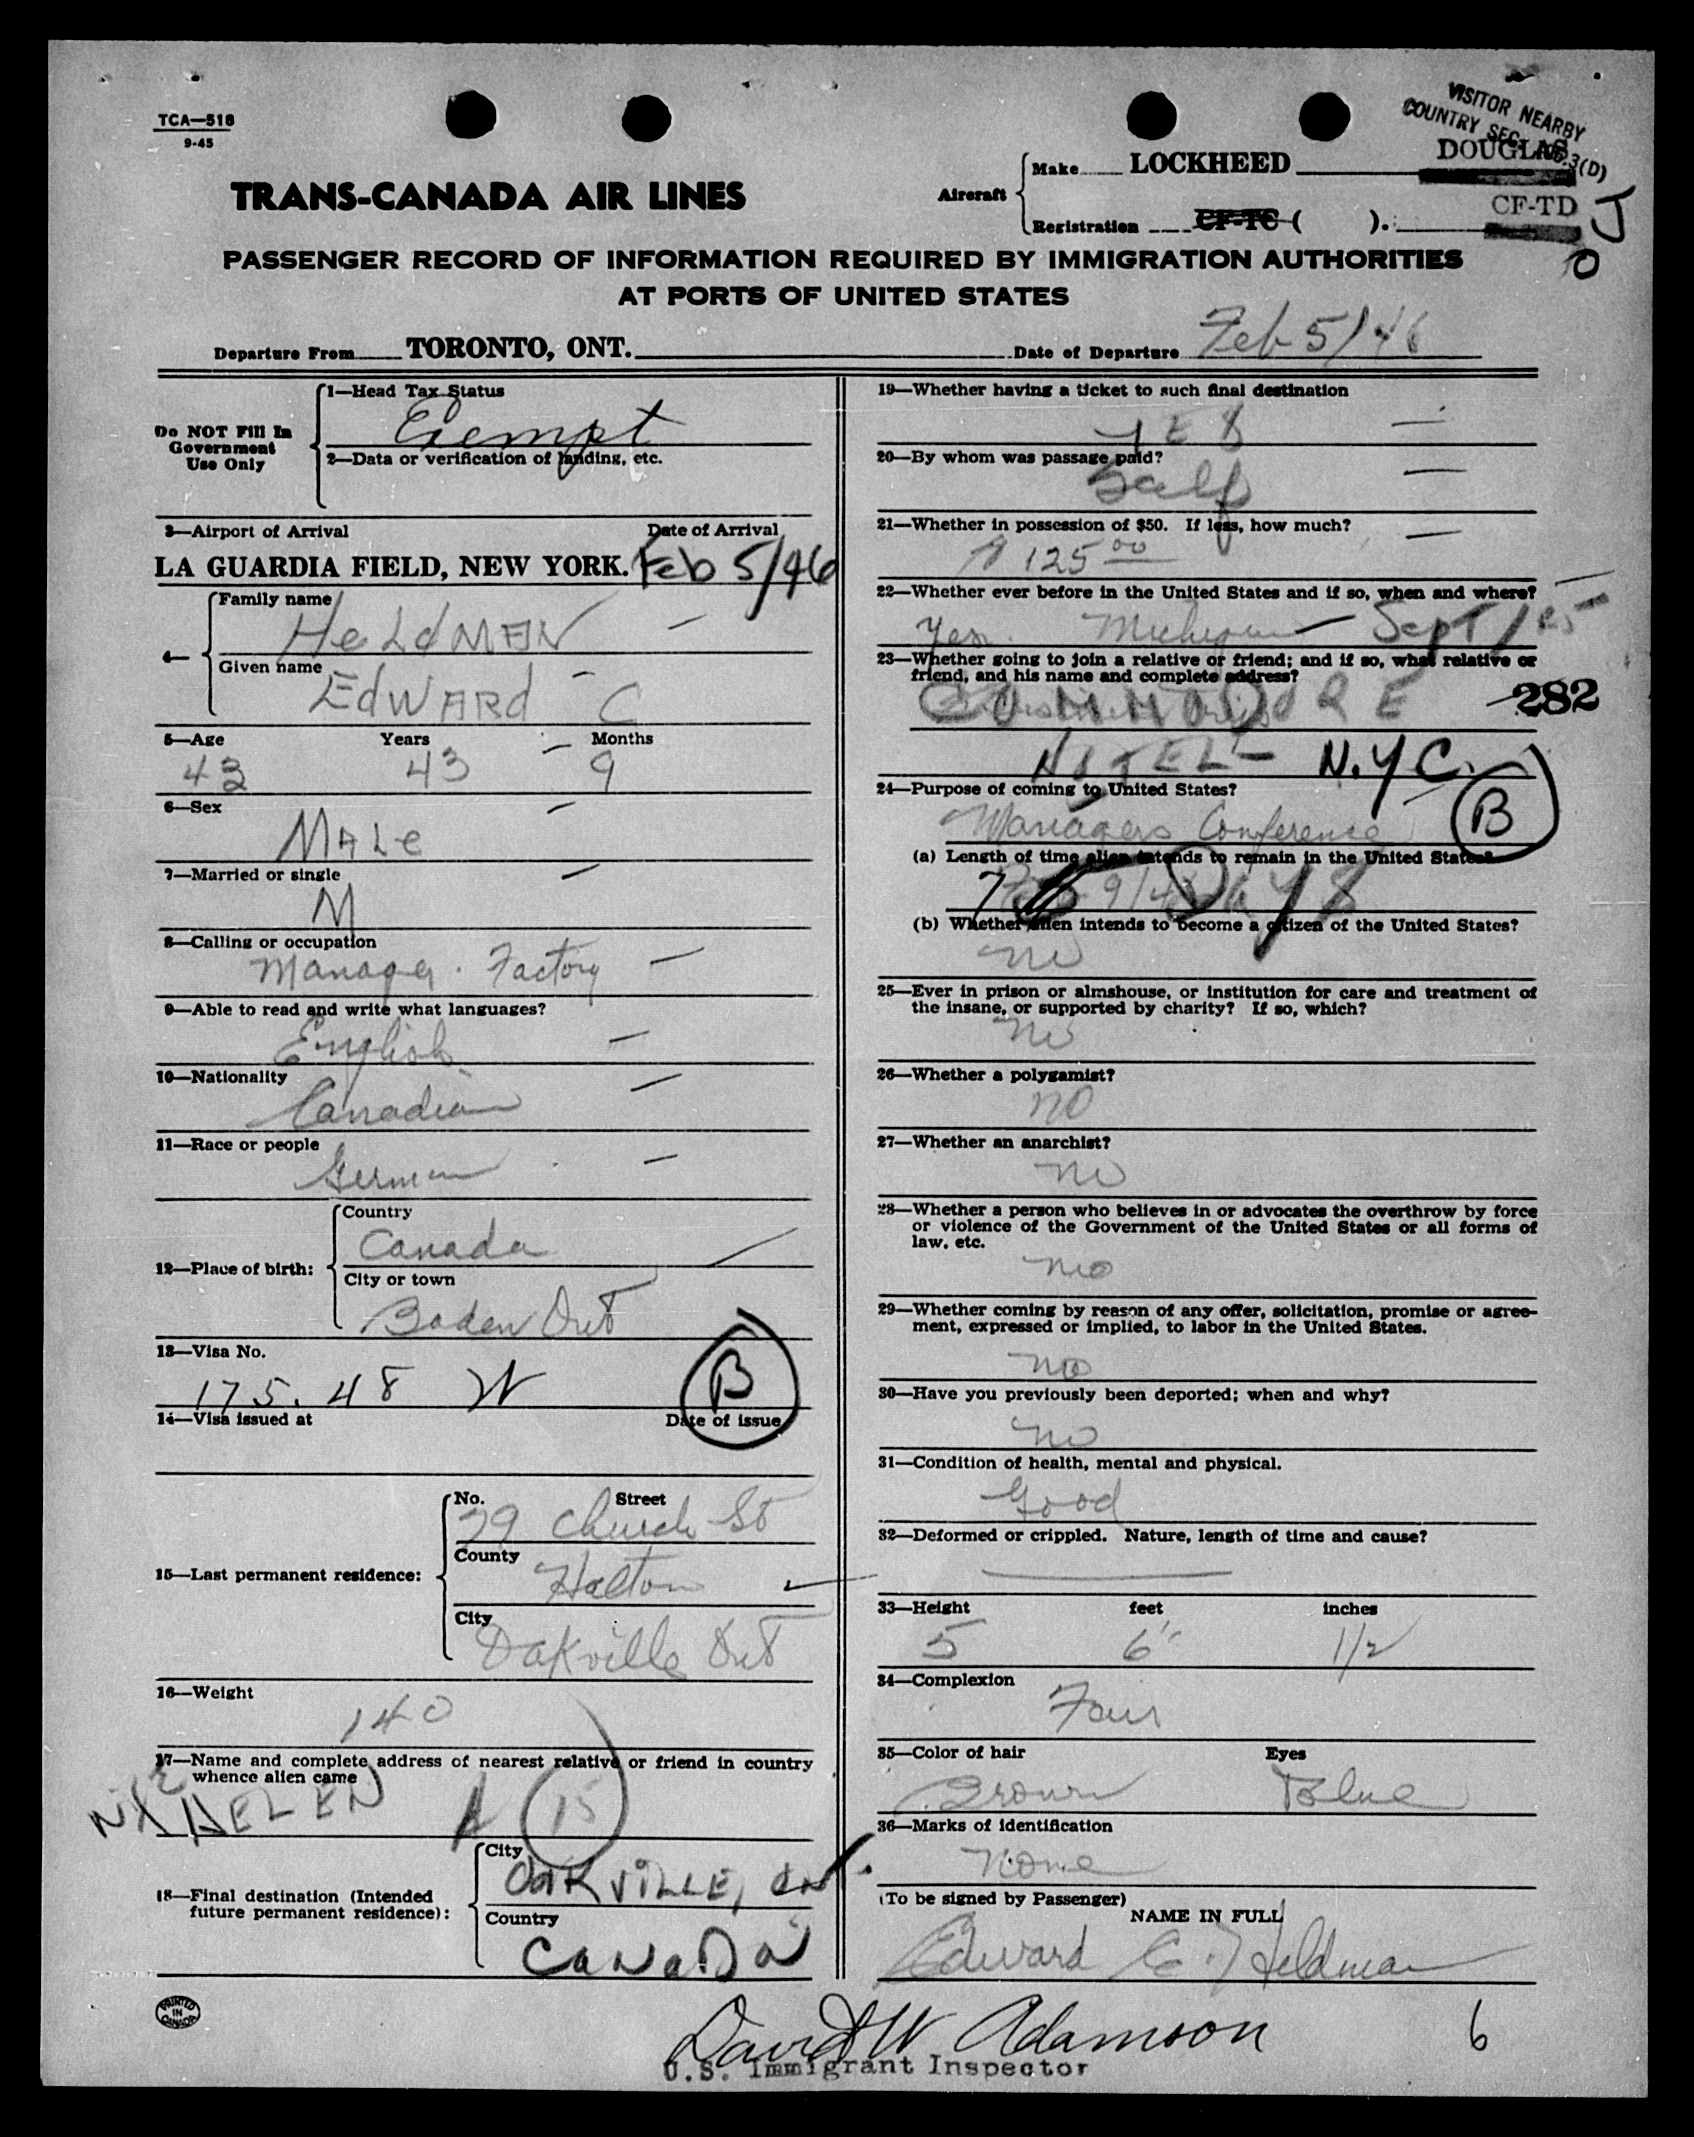 TCA—518
9-45
VISITOR NEARBY
COUNTRY SEC. NO.3(D)
TRANS-CANADA AIR LINES
Aircraft
Make LOCKHEED
DOUGLAS
Registration CF-TC ( ).
CF-TD
J
O
PASSENGER RECORD OF INFORMATION REQUIRED BY IMMIGRATION AUTHORITIES
AT PORTS OF UNITED STATES
Departure From TORONTO, ONT. Date of Departure Feb 5/46
Do NOT Fill In
Government
Use Only
1—Head Tax Status
Exempt
2—Data or verification of landing, etc.
3—Airport of Arrival Date of Arrival
LA GUARDIA FIELD, NEW YORK. Feb 5/46
4—
Family name
HeLdMAN
Given name
EdWARd C
5—Age Years Months
43 43 9
6—Sex
MALe
7—Married or single
M
8—Calling or occupation
Manager. Factory
9—Able to read and write what languages?
English
10—Nationality
Canadian
11—Race or people
German
12—Place of birth:
Country
Canada
City or town
Baden Ont
13—Visa No.
175.48 W
B
14—Visa issued at Date of issue
15—Last permanent residence:
No. Street
79 Church St
County
Halton
City
Oakville Ont
16—Weight
140
17—Name and complete address of nearest relative or friend in country
whence alien came
HELEN
15
18—Final destination (Intended
future permanent residence):
City
OAKVILLE, ONT
Country
CANADA
19—Whether having a ticket to such final destination
YES
20—By whom was passage paid?
Self
21—Whether in possession of $50. If less, how much?
$ 125 00
22—Whether ever before in the United States and if so, when and where?
Yes. Michigan — Sept /
23—Whether going to join a relative or friend; and if so, what relative or
friend, and his name and complete address?
COMMODORE
282
HOTEL — N.Y.C.
24—Purpose of coming to United States?
Managers Conference
B
(a) Length of time alien intends to remain in the United States?
7 DAYS
(b) Whether alien intends to become a citizen of the United States?
no
25—Ever in prison or almshouse, or institution for care and treatment of
the insane, or supported by charity? If so, which?
no
26—Whether a polygamist?
no
27—Whether an anarchist?
no
28—Whether a person who believes in or advocates the overthrow by force
or violence of the Government of the United States or all forms of
law, etc.
no
29—Whether coming by reason of any offer, solicitation, promise or agree-
ment, expressed or implied, to labor in the United States.
no
30—Have you previously been deported; when and why?
no
31—Condition of health, mental and physical.
Good
32—Deformed or crippled. Nature, length of time and cause?
33—Height feet inches
5 6" 1/2
34—Complexion
Fair
35—Color of hair Eyes
Brown Blue
36—Marks of identification
None
(To be signed by Passenger)
NAME IN FULL
Edward C. Heldman
PRINTED
IN
CANADA
David W Adamson
U.S. Immigrant Inspector
6